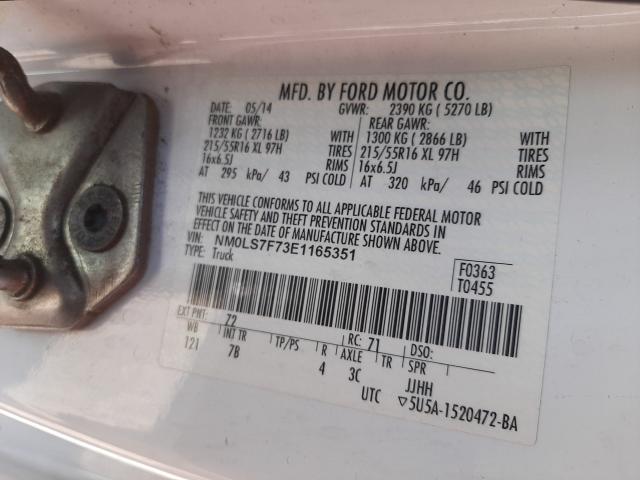 MFD. BY FORD MOTOR CO.
DATE: 05/14 GVWR: 2390 KG ( 5270 LB)
FRONT GAWR: REAR GAWR:
1232 KG ( 2716 LB) WITH 1300 KG ( 2866 LB) WITH
215/55R16 XL 97H TIRES 215/55R16 XL 97H TIRES
16x6.5J RIMS 16x6.5J RIMS
AT 295 kPa/ 43 PSI COLD AT 320 kPa/ 46 PSI COLD
THIS VEHICLE CONFORMS TO ALL APPLICABLE FEDERAL MOTOR
VEHICLE SAFETY AND THEFT PREVENTION STANDARDS IN
EFFECT ON THE DATE OF MANUFACTURE SHOWN ABOVE.
VIN: NM0LS7F73E1165351
TYPE: Truck
F0363
T0455
EXT PNT: Z2 RC: 71 DSO:
WB INT TR TP/PS R AXLE TR SPR
121 7B 4 3C JJHH
UTC ▽5U5A-1520472-BA